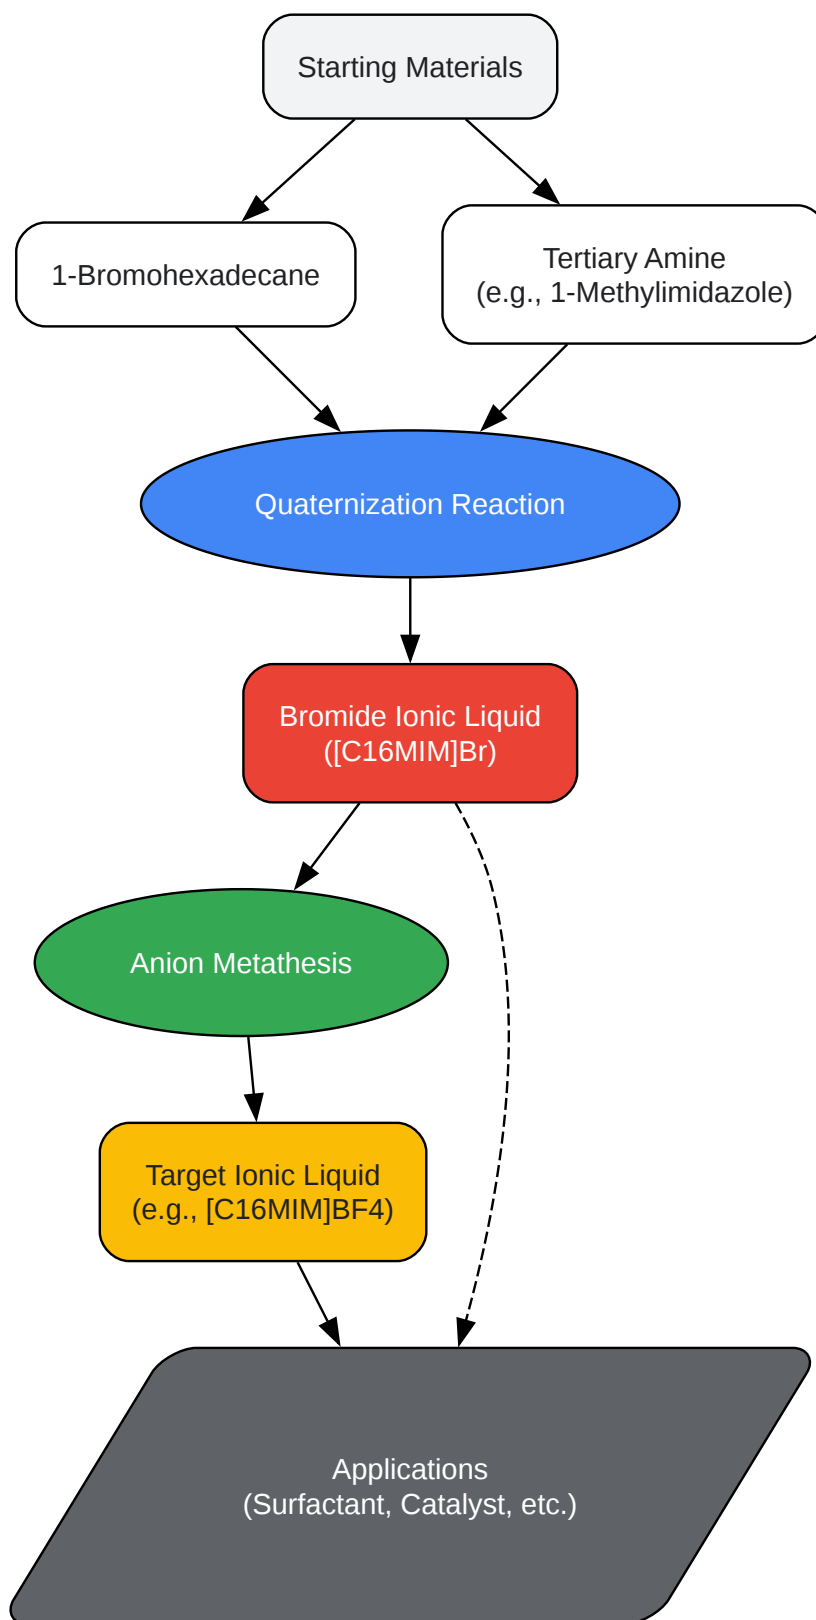 Starting Materials
1-Bromohexadecane
Tertiary Amine
(e.g., 1-Methylimidazole)
Quaternization Reaction
Bromide Ionic Liquid
([C16MIM]Br)
Anion Metathesis
Target Ionic Liquid
(e.g., [C16MIM]BF4)
Applications
(Surfactant, Catalyst, etc.)